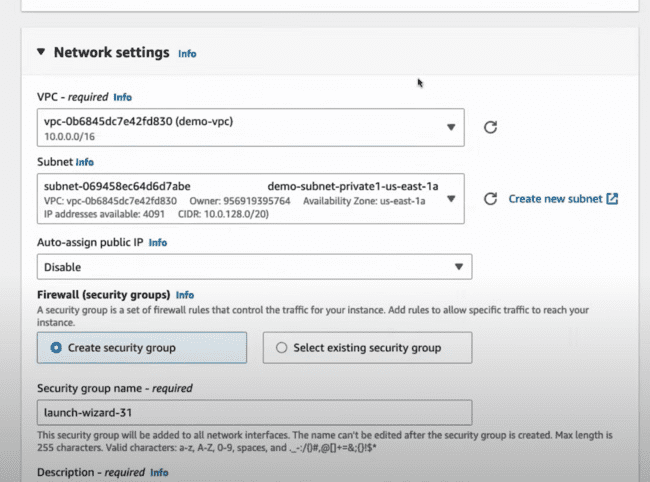 Network settings Info
VPC - required Info
vpc-0b6845dc7e42fd830 (demo-vpc)
10.0.0.0/16
Subnet Info
subnet-069458ec64d6d7abe demo-subnet-private1-us-east-1a
VPC: vpc-0b6845dc7e42fd830 Owner: 956919395764 Availability Zone: us-east-1a
IP addresses available: 4091 CIDR: 10.0.128.0/20)
Create new subnet
Auto-assign public IP Info
Disable
Firewall (security groups) Info
A security group is a set of firewall rules that control the traffic for your instance. Add rules to allow specific traffic to reach your
instance.
Create security group
Select existing security group
Security group name - required
launch-wizard-31
This security group will be added to all network interfaces. The name can't be edited after the security group is created. Max length is
255 characters. Valid characters: a-z, A-Z, 0-9, spaces, and ._-:/()#,@[]+=&;{}!$*
Description - required Info